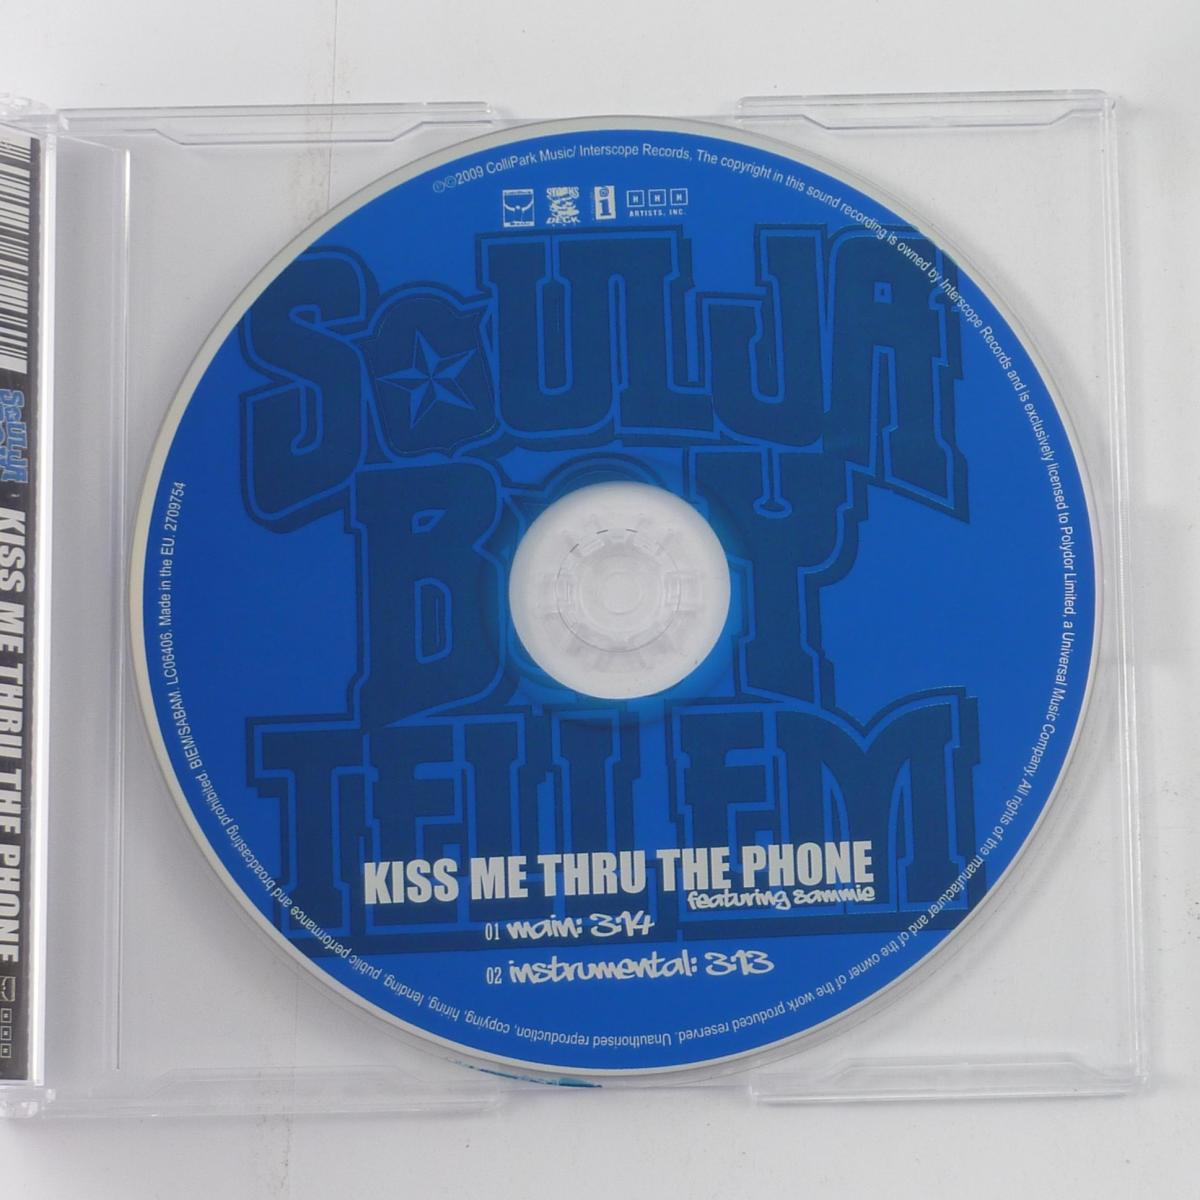 ℗©2009 ColliPark Music/ Interscope Records, The copyright in this sound recording is owned by Interscope Records and is exclusively licensed to Polydor Limited, a Universal Music Company. All rights of the manufacturer and of the owner of the work produced reserved. Unauthorised reproduction, copying, hiring, lending, public performance and broadcasting prohibited. BIEM/SABAM. LC06406. Made in the EU. 2709754
STACKS
DECK
i
H H H
ARTISTS, INC.
SOULJA
BOY
TELLEM
KISS ME THRU THE PHONE
featuring sammie
01 main: 3:14
02 instrumental: 3:13
SOULJA
KISS ME THRU THE PHONE